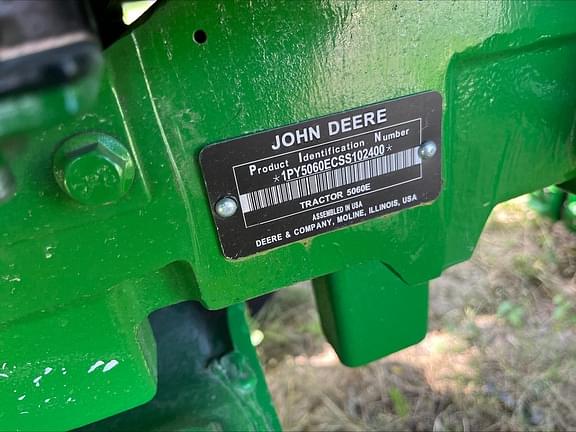 JOHN DEERE
Product Identification Number
*1PY5060ECSS102400*
TRACTOR 5060E
ASSEMBLED IN USA
DEERE & COMPANY, MOLINE, ILLINOIS, USA